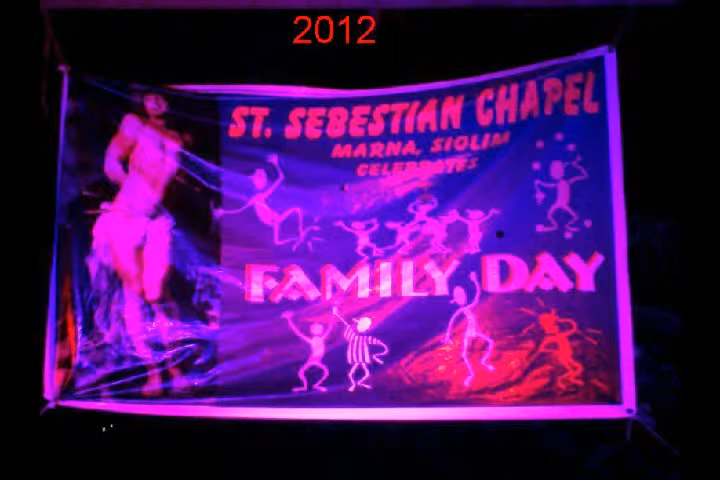 2012
ST. SEBESTIAN CHAPEL
MARNA, SIOLIM
CELEBRATES
FAMILY DAY